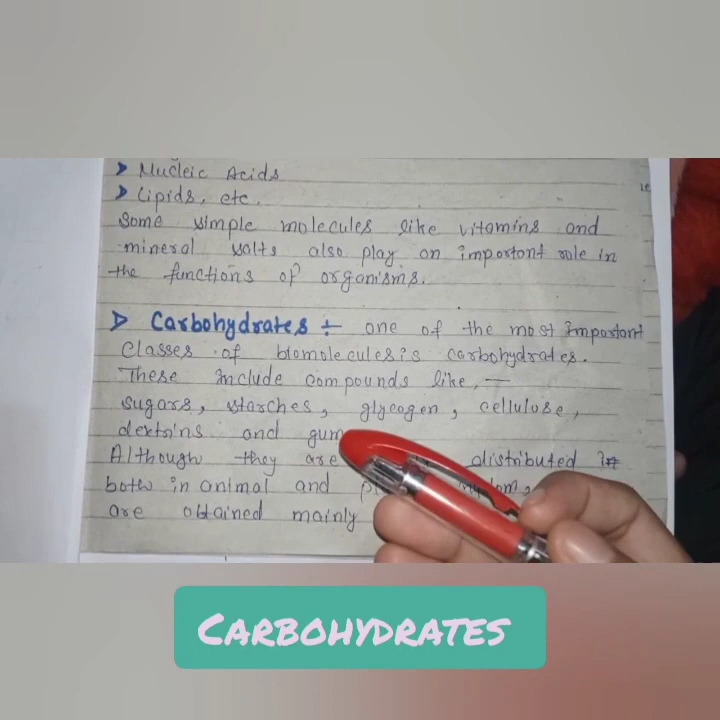 > Nucleic Acids
> Lipids, etc.
Some simple molecules like vitamins and
mineral salts also play an important role in
the functions of organisms.
> Carbohydrates ÷ one of the most important
classes of biomolecules is carbohydrates.
These include compounds like, —
sugars, starches, glycogen, cellulose,
dextrins and
Although they are distributed in
both in animal and
are obtained mainly
CARBOHYDRATES